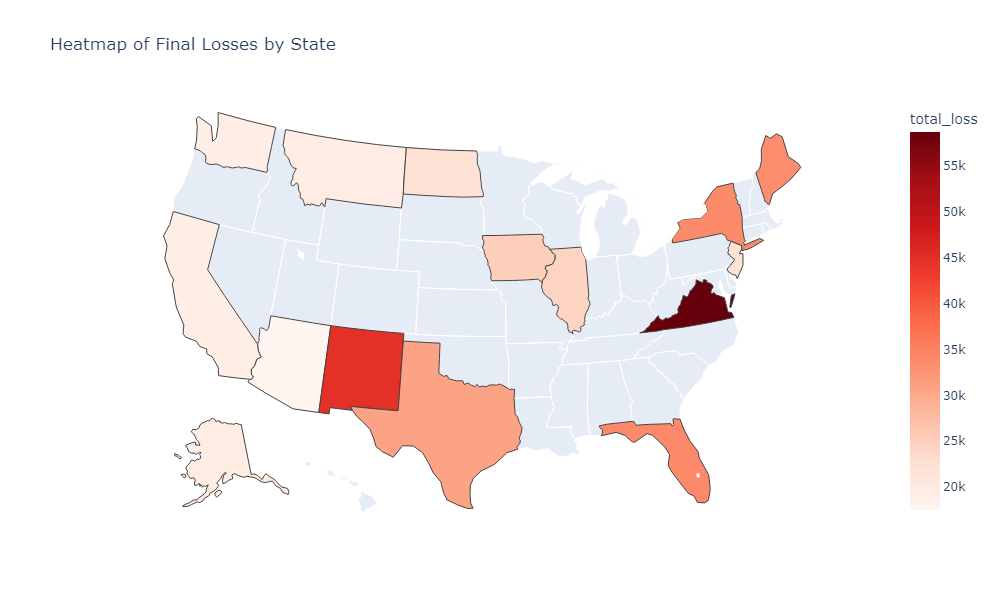 Heatmap of Final Losses by State
total_loss
55k
50k
45k
40k
35k
30k
25k
20k